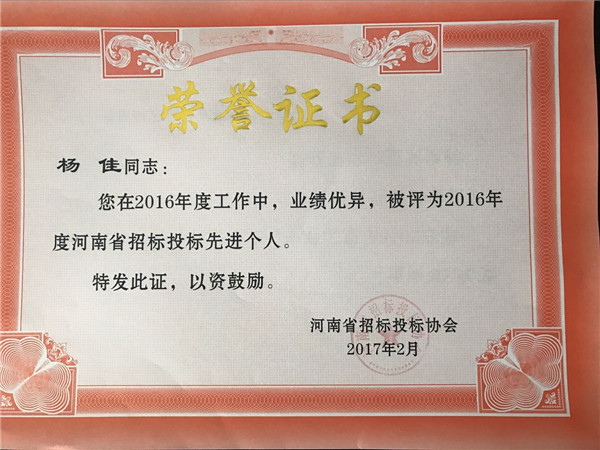 荣誉证书
杨 佳同志：
您在2016年度工作中，业绩优异，被评为2016年
度河南省招标投标先进个人。
特发此证，以资鼓励。
河南省招标投标协会
2017年2月